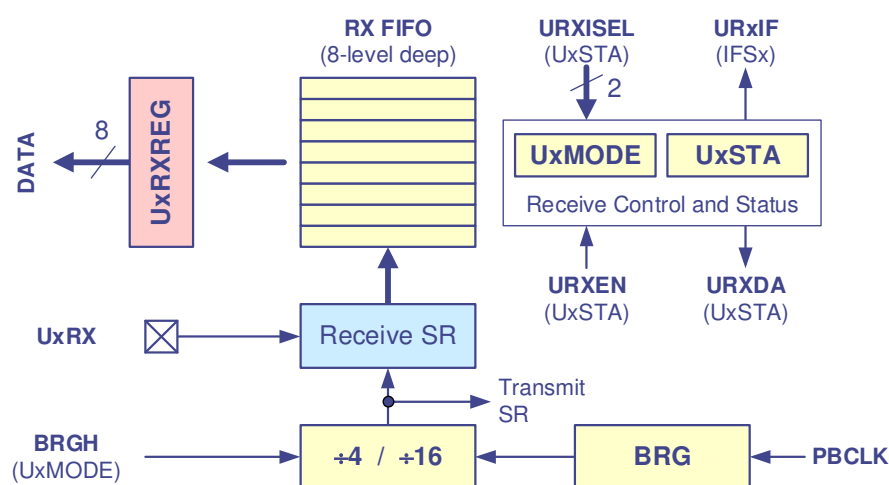 RX FIFO
(8-level deep)
URXISEL
(UxSTA)
2
URxIF
(IFSx)
DATA
8
UxRXREG
UxMODE
UxSTA
Receive Control and Status
URXEN
(UxSTA)
URXDA
(UxSTA)
UxRX
Receive SR
Transmit
SR
BRGH
(UxMODE)
÷4 / ÷16
BRG
PBCLK